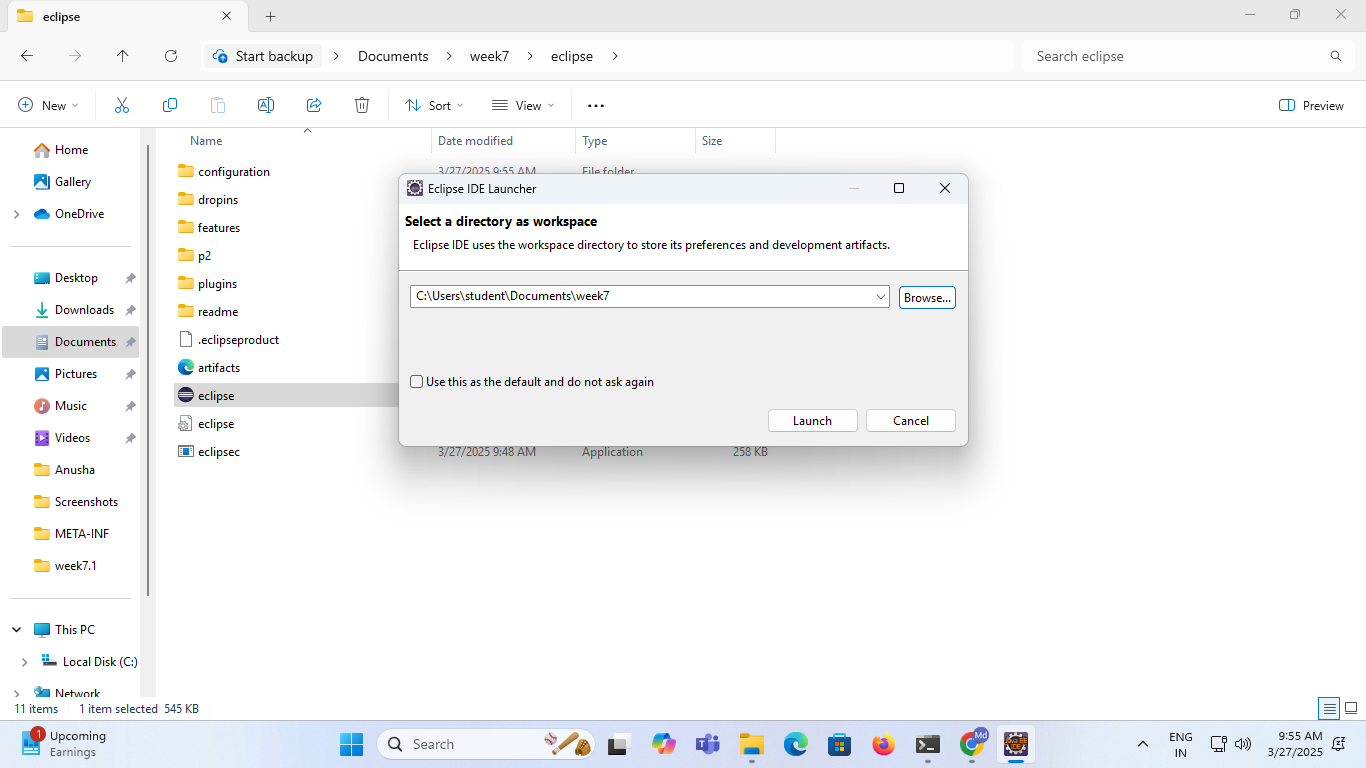 eclipse
Start backup > Documents > week7 > eclipse >
Search eclipse
New
Sort
View
Preview
Home
Gallery
OneDrive
Desktop
Downloads
Documents
Pictures
Music
Videos
Anusha
Screenshots
META-INF
week7.1
This PC
Local Disk (C:)
Network
Name Date modified Type Size
configuration 3/27/2025 9:55 AM File folder
dropins
features
p2
plugins
readme
.eclipseproduct
artifacts
eclipse
eclipse
eclipsec 3/27/2025 9:48 AM Application 258 KB
Eclipse IDE Launcher
Select a directory as workspace
Eclipse IDE uses the workspace directory to store its preferences and development artifacts.
C:\Users\student\Documents\week7
Browse...
Use this as the default and do not ask again
Launch Cancel
11 items 1 item selected 545 KB
1
Upcoming
Earnings
Search
Md
Java EE
IDE
ENG
IN
9:55 AM
3/27/2025